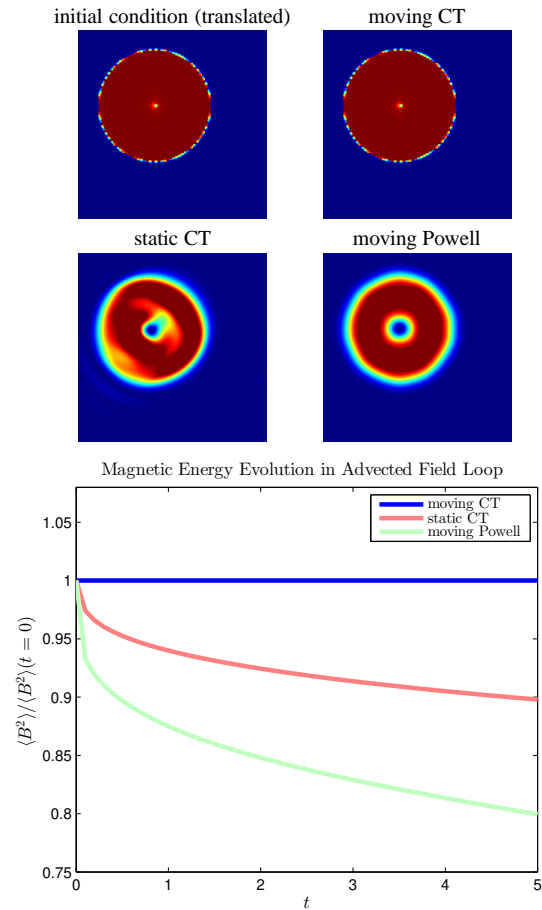 initial condition (translated)
moving CT
static CT
moving Powell
Magnetic Energy Evolution in Advected Field Loop
moving CT
static CT
moving Powell
⟨B²⟩/⟨B²⟩(t = 0)
1.05
1
0.95
0.9
0.85
0.8
0.75
0 1 2 3 4 5
t